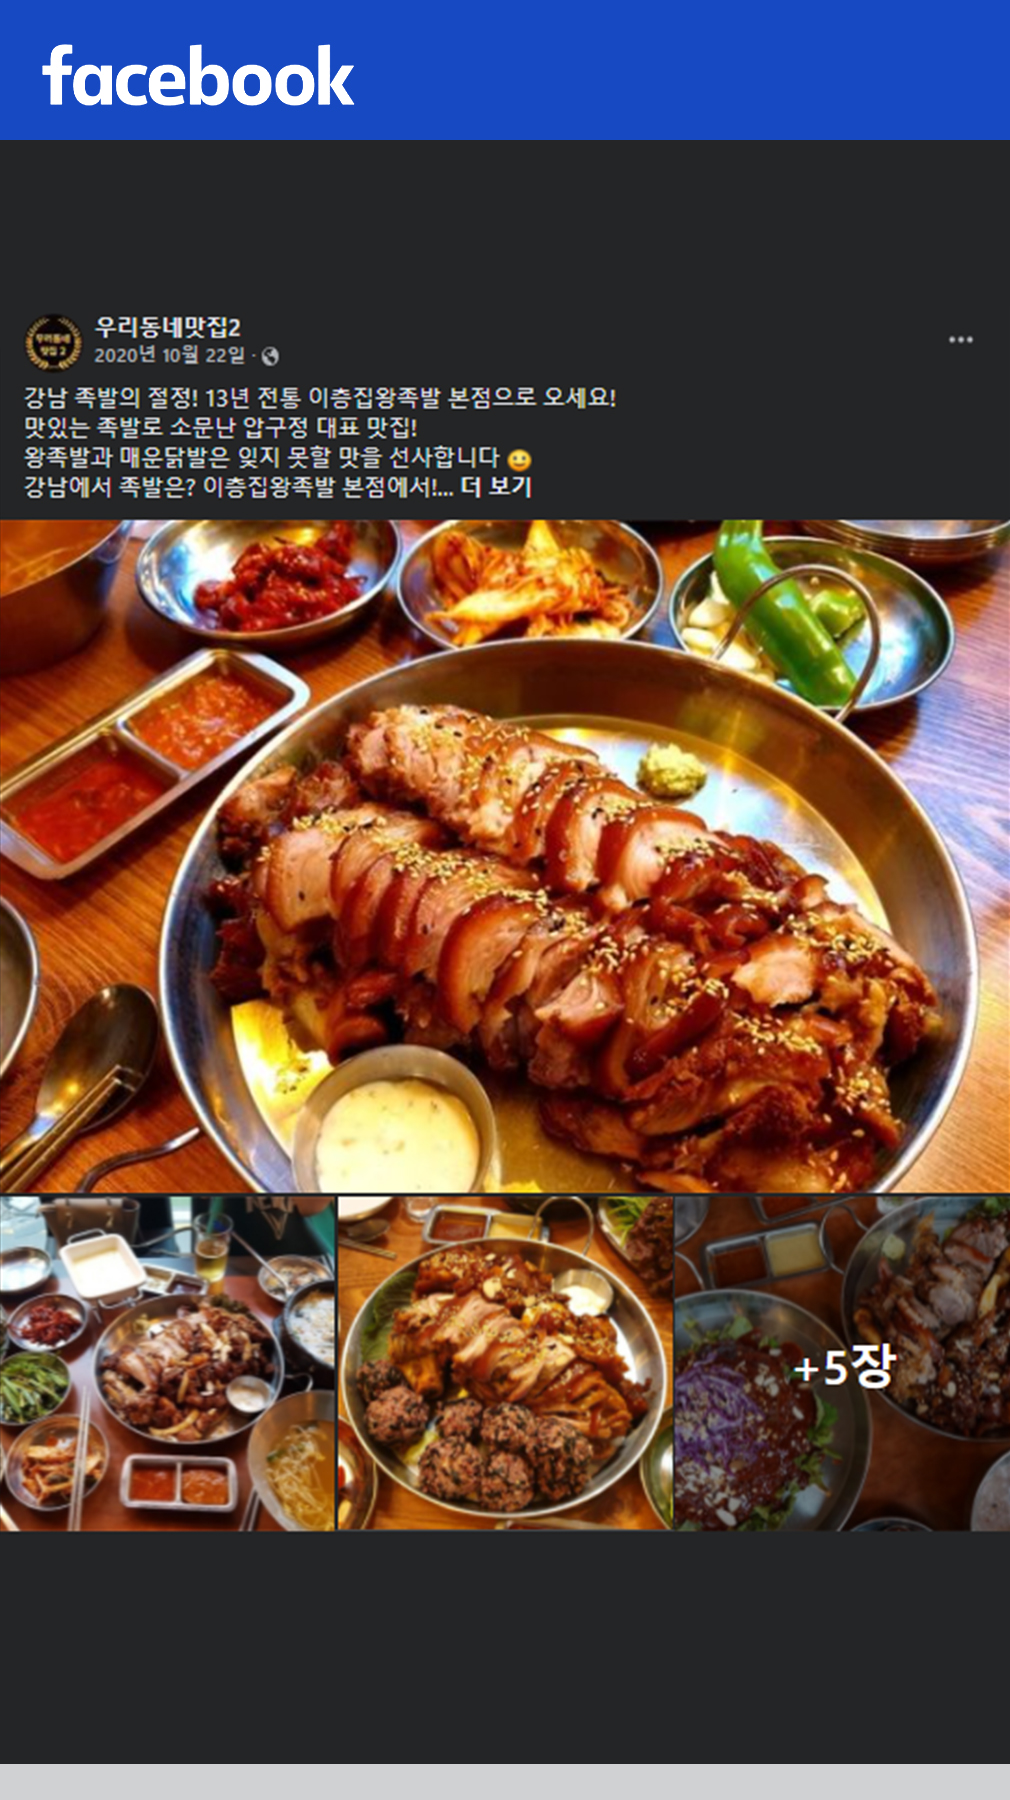 facebook
우리동네맛집2
2020년 10월 22일 ·
강남 족발의 절정! 13년 전통 이층집왕족발 본점으로 오세요!
맛있는 족발로 소문난 압구정 대표 맛집!
왕족발과 매운닭발은 잊지 못할 맛을 선사합니다 😀
강남에서 족발은? 이층집왕족발 본점에서!... 더 보기
+5장